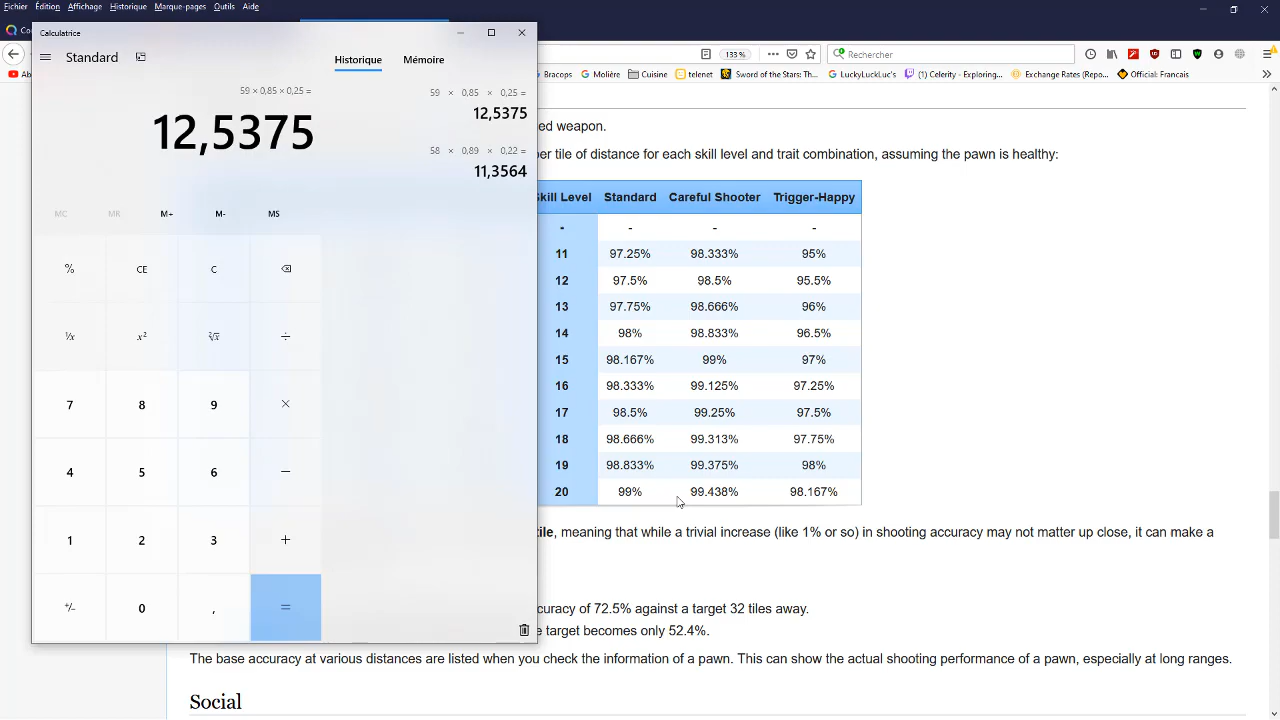 Fichier Édition Affichage Historique Marque-pages Outils Aide
Calculatrice
Standard
Historique Mémoire
133 % Rechercher
Bracops Molière Cuisine telenet Sword of the Stars: Th... LuckyLuckLuc's (1) Celerity - Exploring... Exchange Rates (Repo... Official: Francais
59 × 0,85 × 0,25 =
12,5375
59 × 0,85 × 0,25 =
12,5375
58 × 0,89 × 0,22 =
11,3564
MC MR M+ M- MS
% CE C
7 8 9 ×
4 5 6 −
1 2 3 +
+/− 0 , =
ed weapon.
per tile of distance for each skill level and trait combination, assuming the pawn is healthy:
Skill Level Standard Careful Shooter Trigger-Happy
- - - -
11 97.25% 98.333% 95%
12 97.5% 98.5% 95.5%
13 97.75% 98.666% 96%
14 98% 98.833% 96.5%
15 98.167% 99% 97%
16 98.333% 99.125% 97.25%
17 98.5% 99.25% 97.5%
18 98.666% 99.313% 97.75%
19 98.833% 99.375% 98%
20 99% 99.438% 98.167%
tile, meaning that while a trivial increase (like 1% or so) in shooting accuracy may not matter up close, it can make a
curacy of 72.5% against a target 32 tiles away.
e target becomes only 52.4%.
The base accuracy at various distances are listed when you check the information of a pawn. This can show the actual shooting performance of a pawn, especially at long ranges.
Social